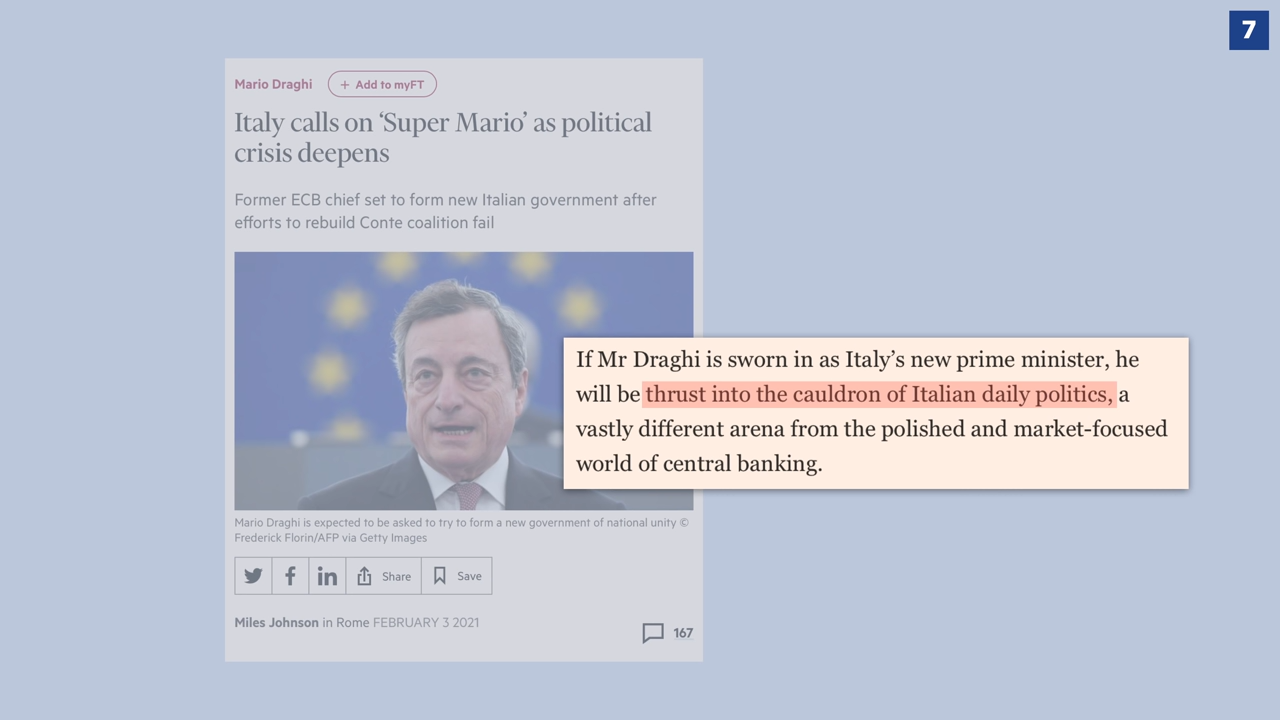 7
Mario Draghi
+ Add to myFT
Italy calls on ‘Super Mario’ as political
crisis deepens
Former ECB chief set to form new Italian government after
efforts to rebuild Conte coalition fail
If Mr Draghi is sworn in as Italy’s new prime minister, he
will be thrust into the cauldron of Italian daily politics, a
vastly different arena from the polished and market-focused
world of central banking.
Mario Draghi is expected to be asked to try to form a new government of national unity ©
Frederick Florin/AFP via Getty Images
Share
Save
Miles Johnson in Rome FEBRUARY 3 2021
167